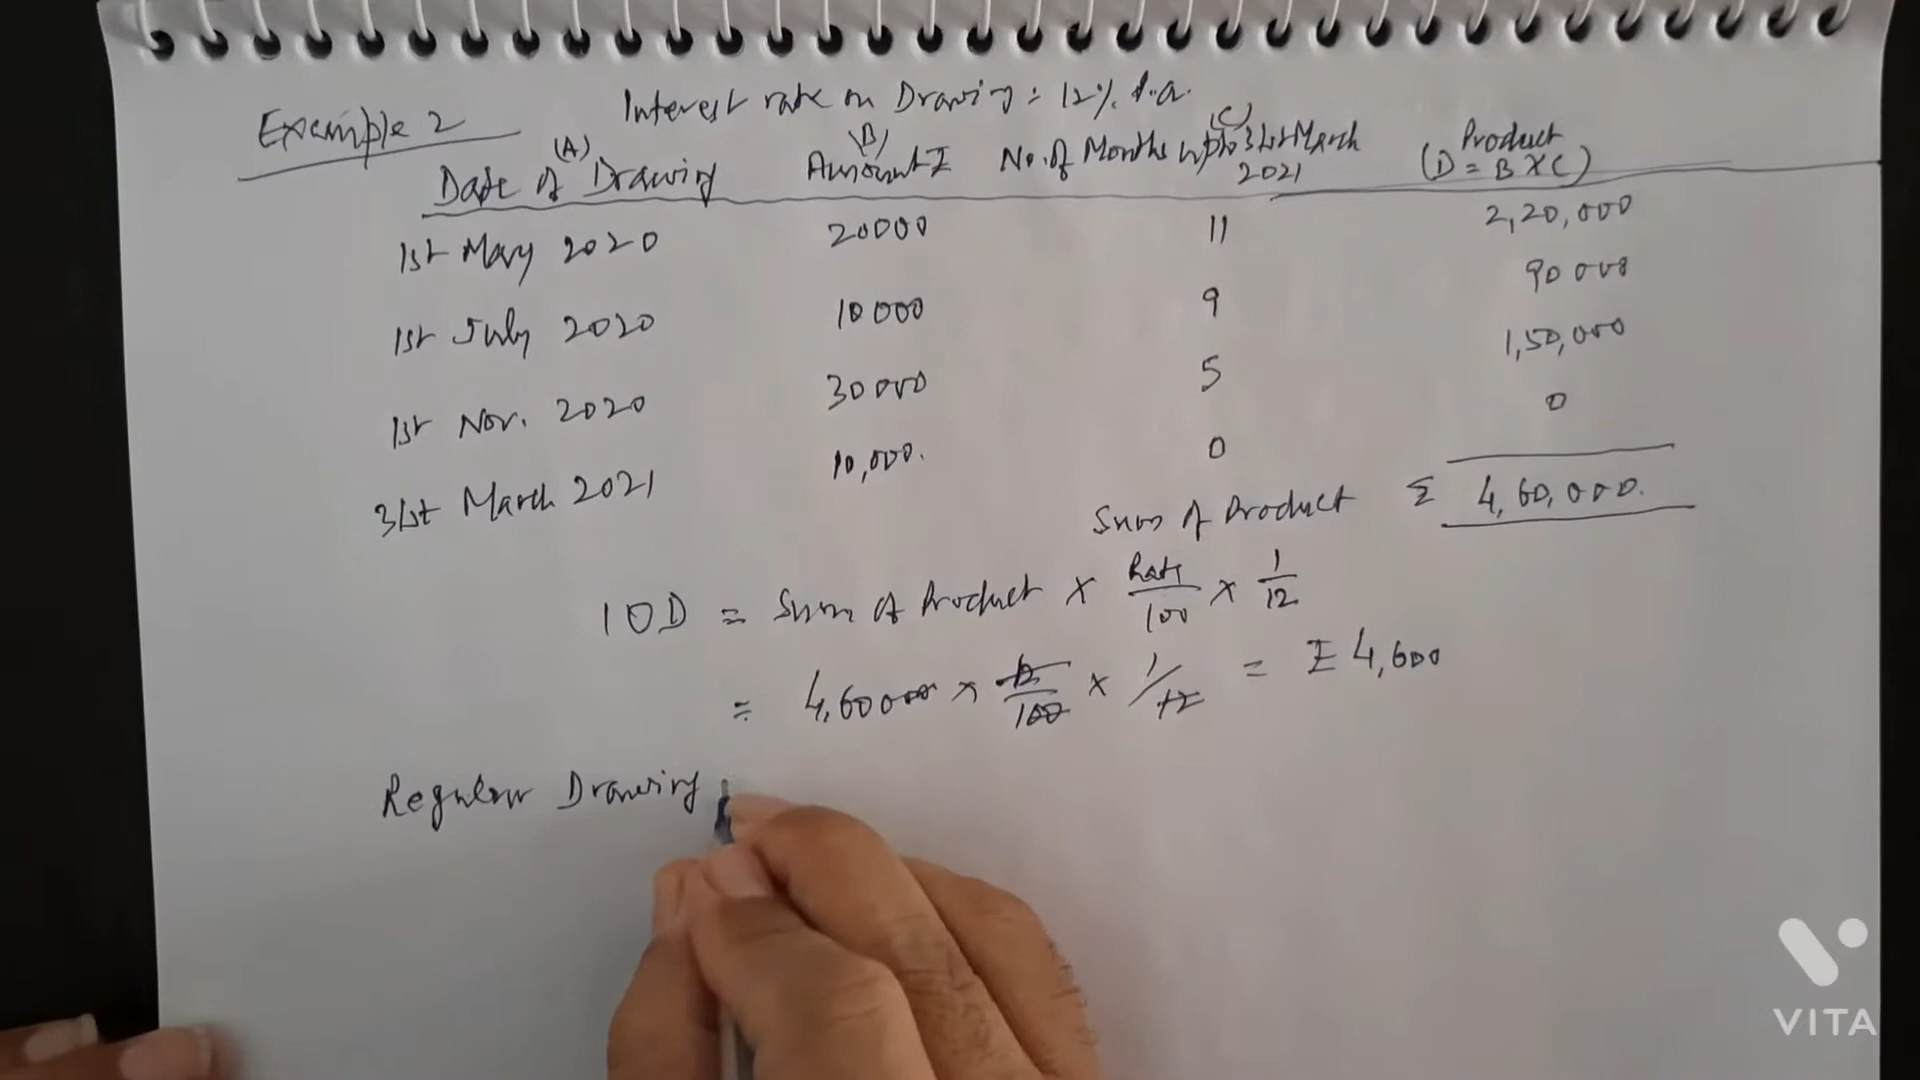 Example 2
Interest rate on Drawing = 12% P.a.
(A) (B) (C)
Date of Drawing Amount ₹ No. of Months upto 31st March 2021 Product (D = B X C)
1st May 2020 20000 11 2,20,000
1st July 2020 10000 9 90000
1st Nov. 2020 30000 5 1,50,000
31st March 2021 10,000. 0 0
Sum of Product Σ 4,60,000.
IOD = Sum of Product × Rate/100 × 1/12
= 4,60000 × 12/100 × 1/12 = ₹ 4,600
Regular Drawing
VITA